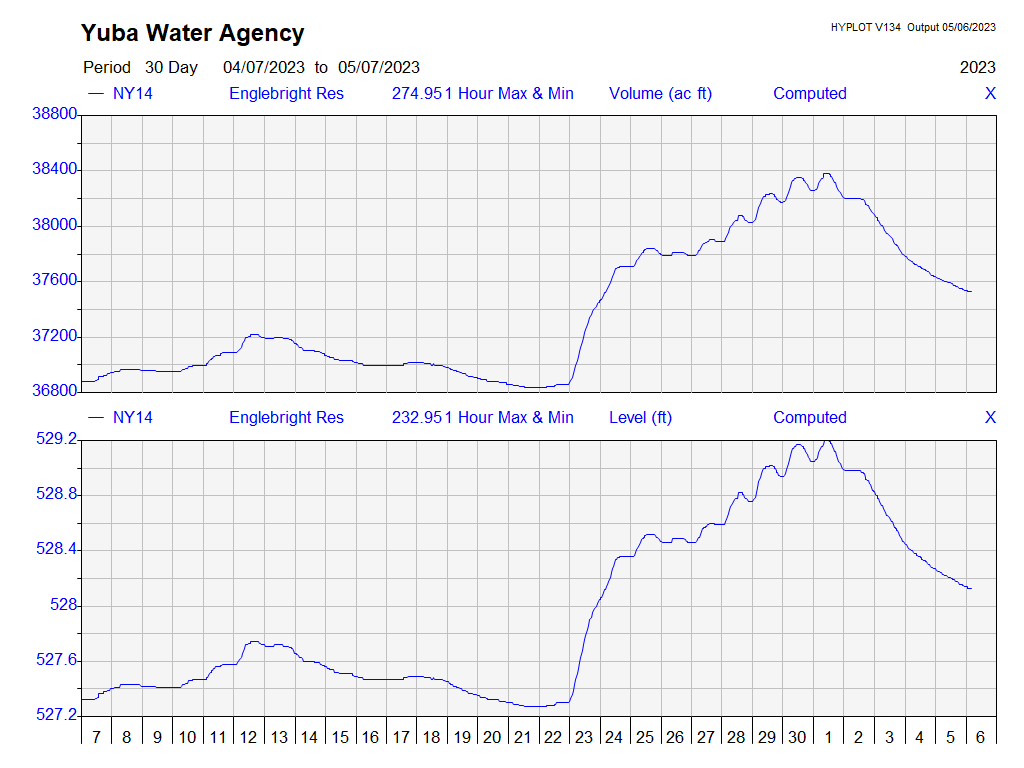 Yuba Water Agency
HYPLOT V134 Output 05/06/2023
Period 30 Day 04/07/2023 to 05/07/2023 2023
NY14 Englebright Res 274.951 Hour Max & Min Volume (ac ft) Computed X
38800
38400
38000
37600
37200
36800
NY14 Englebright Res 232.951 Hour Max & Min Level (ft) Computed X
529.2
528.8
528.4
528
527.6
527.2
7 8 9 10 11 12 13 14 15 16 17 18 19 20 21 22 23 24 25 26 27 28 29 30 1 2 3 4 5 6